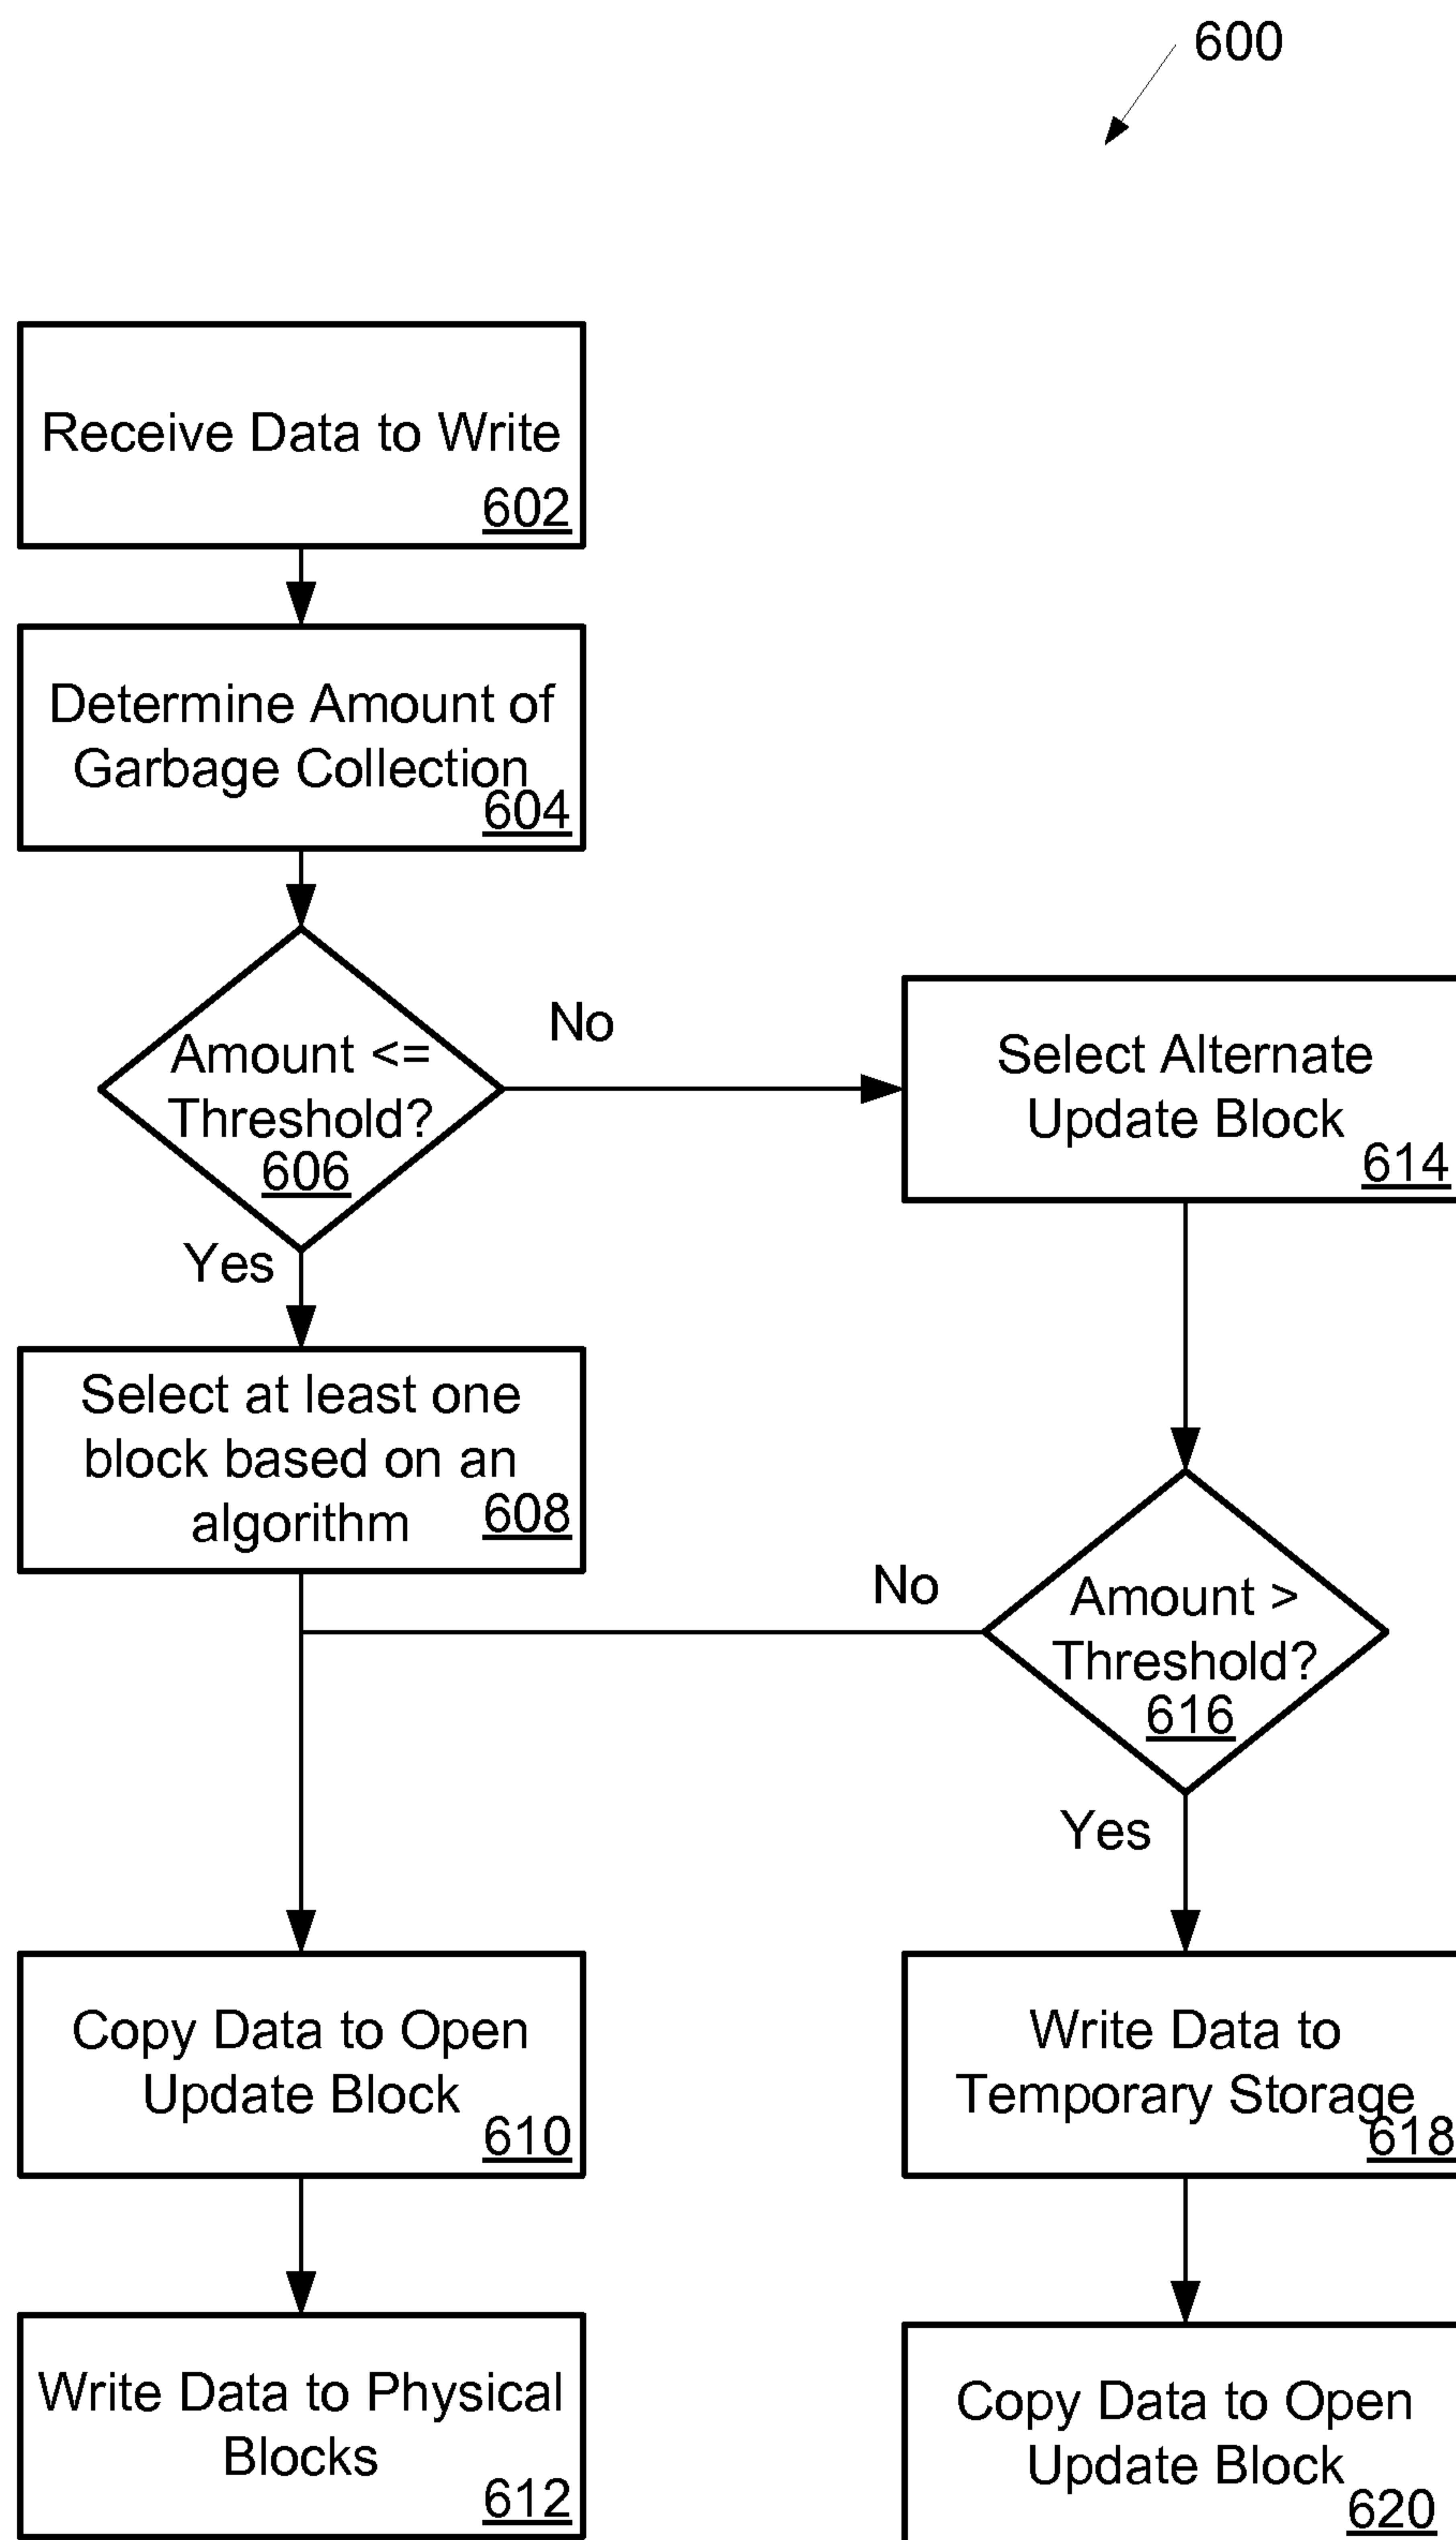 600
Receive Data to Write
602
Determine Amount of
Garbage Collection
604
Amount <=
Threshold?
606
No
Yes
Select Alternate
Update Block
614
Select at least one
block based on an
algorithm 608
Amount >
Threshold?
616
No
Yes
Copy Data to Open
Update Block
610
Write Data to
Temporary Storage
618
Write Data to Physical
Blocks
612
Copy Data to Open
Update Block
620